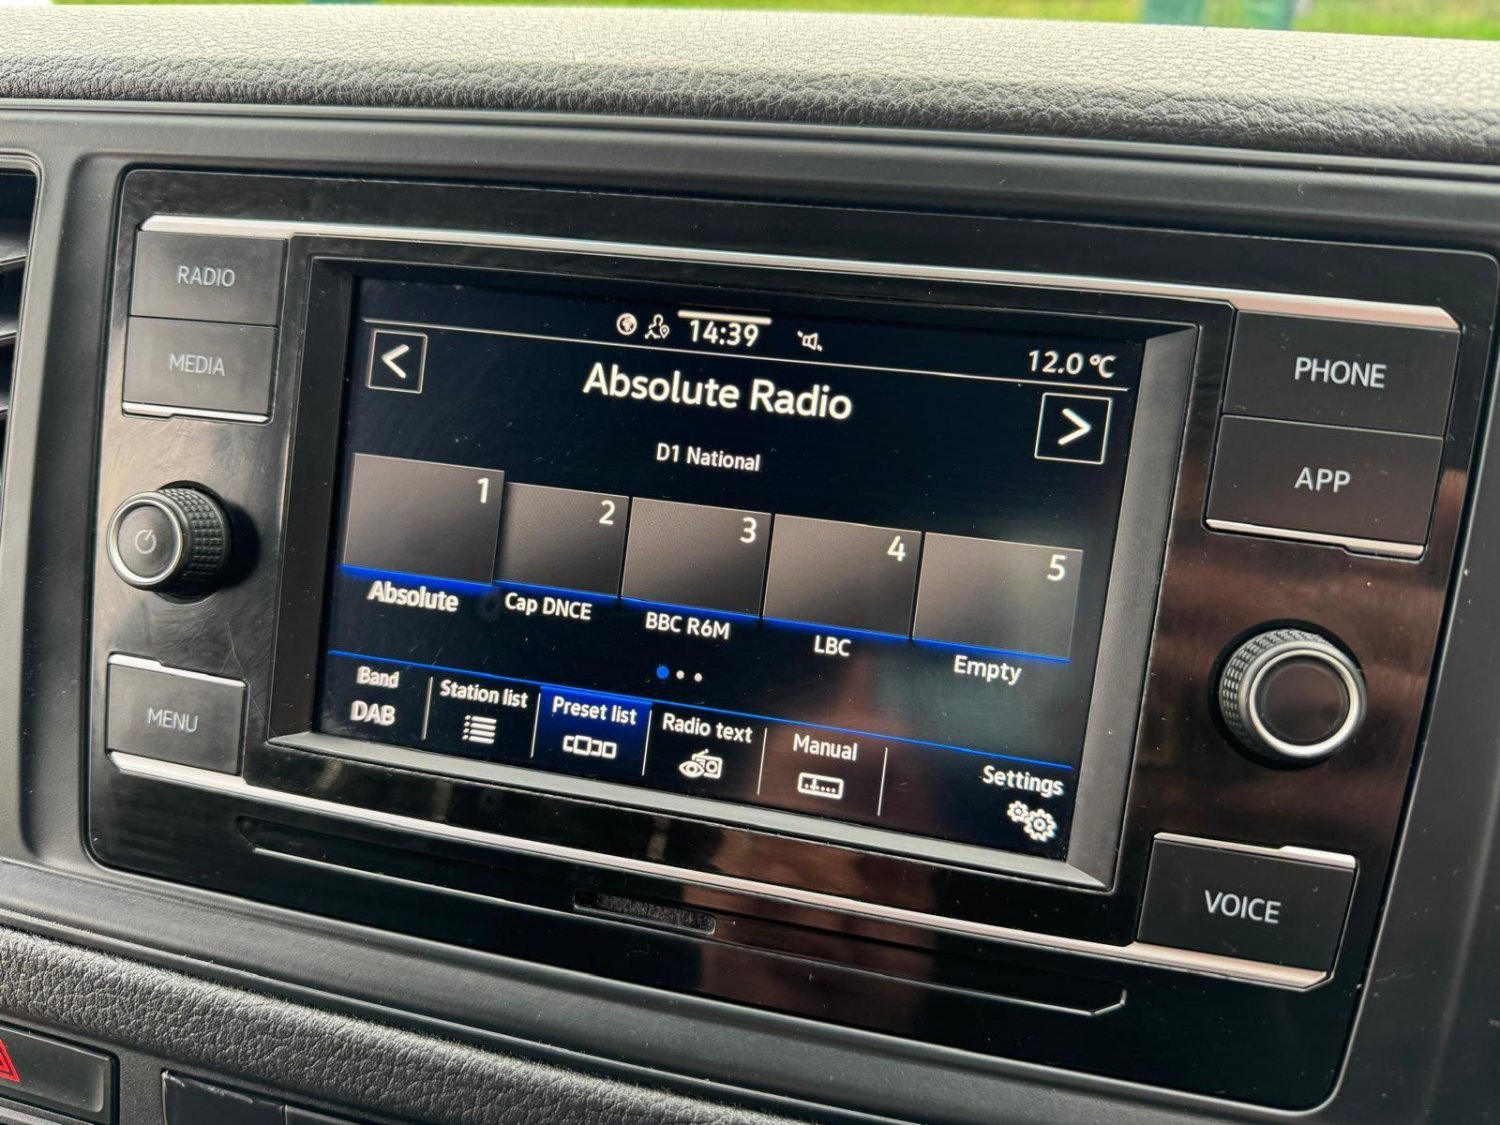 RADIO
MEDIA
MENU
14:39
12.0 °C
<
Absolute Radio
>
D1 National
1
2
3
4
5
Absolute
Cap DNCE
BBC R6M
LBC
Empty
Band
DAB
Station list
Preset list
Radio text
Manual
Settings
PHONE
APP
VOICE